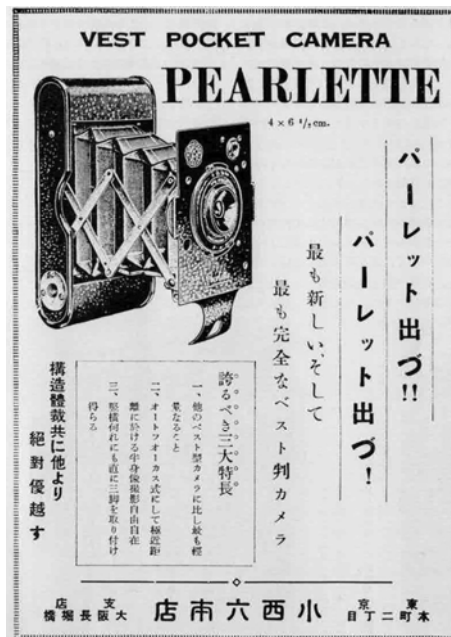 VEST POCKET CAMERA
PEARLETTE
4 × 6 4/5 cm.
パーレット出づ!!
パーレット出づ!
最も新しい、そして
最も完全なベスト判カメラ
誇るべき三大特長
一、他のベスト型カメラに比し最も輕
量なること
二、オートフオーカス式にして極近距
離に於ける半身像撮影自由自在
三、竪横何れにも直に三脚を取り付け
得らる
構造體裁共に他より
絕對優越す
店六本西小
目丁二町本
京東
店支
橋堀長阪大